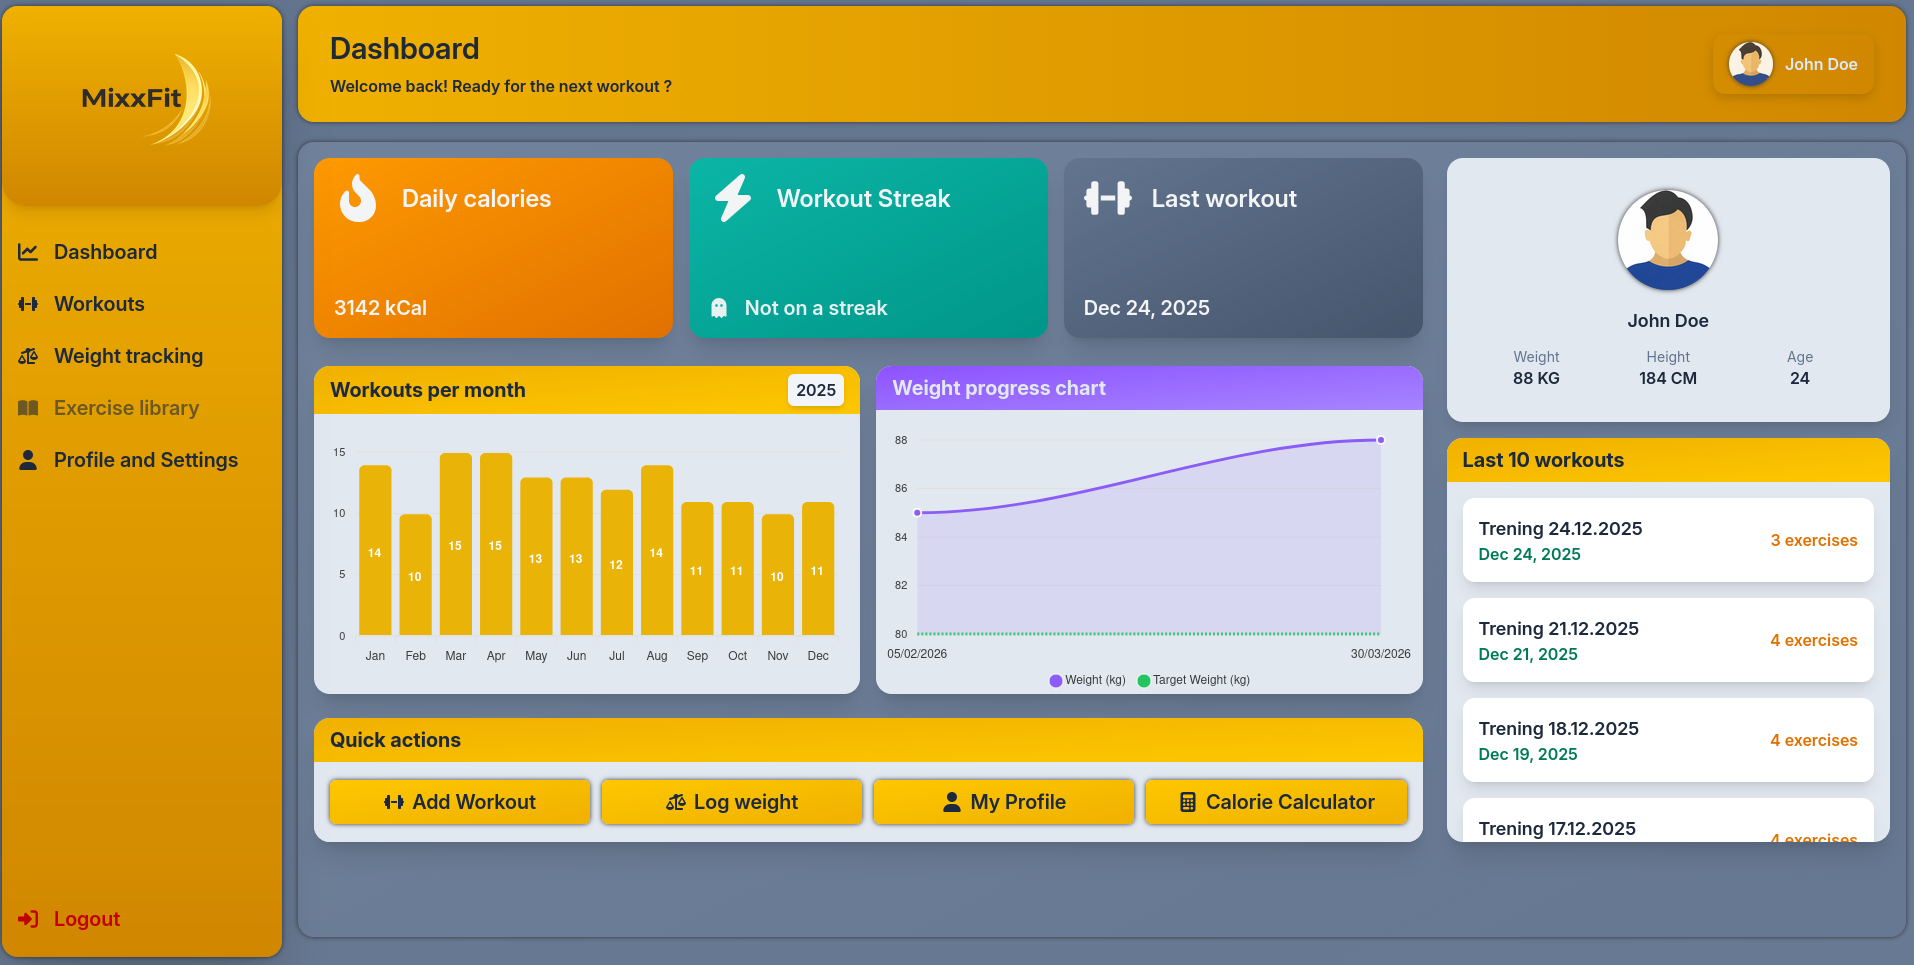 MixxFit
Dashboard
Workouts
Weight tracking
Exercise library
Profile and Settings
Logout
Dashboard
Welcome back! Ready for the next workout ?
John Doe
Daily calories
3142 kCal
Workout Streak
Not on a streak
Last workout
Dec 24, 2025
Workouts per month
2025
15
10
5
0
14
10
15
15
13
13
12
14
11
11
10
11
Jan Feb Mar Apr May Jun Jul Aug Sep Oct Nov Dec
Weight progress chart
88
86
84
82
80
05/02/2026
30/03/2026
Weight (kg)
Target Weight (kg)
Quick actions
Add Workout
Log weight
My Profile
Calorie Calculator
John Doe
Weight
88 KG
Height
184 CM
Age
24
Last 10 workouts
Trening 24.12.2025
Dec 24, 2025
3 exercises
Trening 21.12.2025
Dec 21, 2025
4 exercises
Trening 18.12.2025
Dec 19, 2025
4 exercises
Trening 17.12.2025
4 exercises